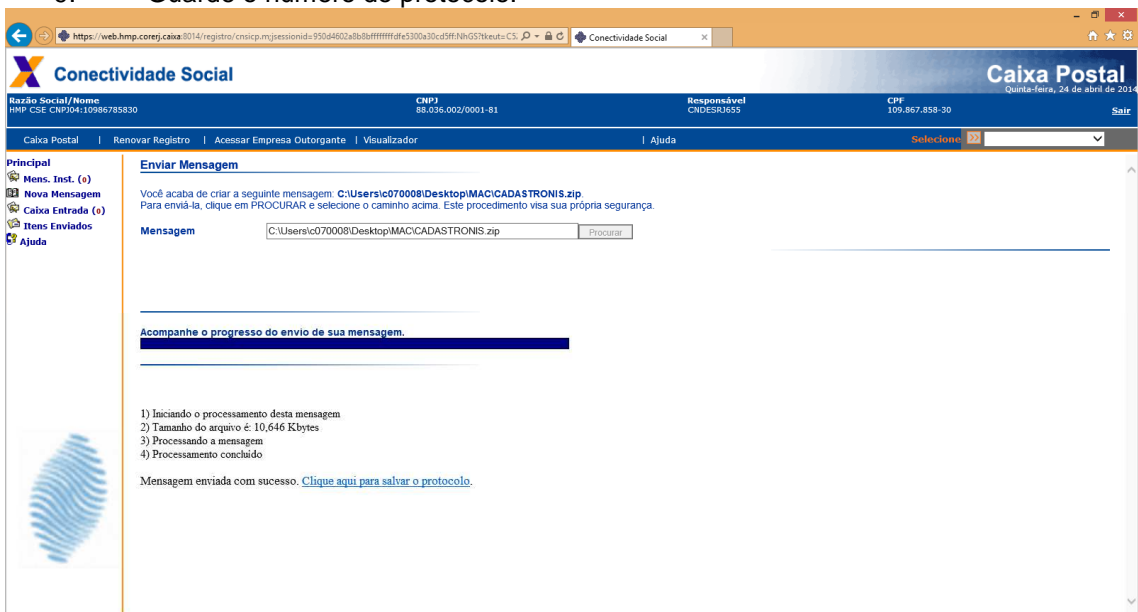 Guarde o número do protocolo.
https://web.hmp.corerj.caixa:8014/registro/cnsicp.m;jsessionid=950d4602a8b8bffffffffdfe5300a30cd5ff:NhGS?tkeut=C5:
Conectividade Social
Conectividade Social
Caixa Postal
Quinta-feira, 24 de abril de 2014
Razão Social/Nome CNPJ Responsável CPF
HMP CSE CNPJ04:10986785830 88.036.002/0001-81 CNDESRJ655 109.867.858-30 Sair
Caixa Postal | Renovar Registro | Acessar Empresa Outorgante | Visualizador | Ajuda Selecione
Principal
Mens. Inst. (0)
Nova Mensagem
Caixa Entrada (0)
Itens Enviados
Ajuda
Enviar Mensagem
Você acaba de criar a seguinte mensagem: C:\Users\c070008\Desktop\MAC\CADASTRONIS.zip.
Para enviá-la, clique em PROCURAR e selecione o caminho acima. Este procedimento visa sua própria segurança.
Mensagem C:\Users\c070008\Desktop\MAC\CADASTRONIS.zip Procurar
Acompanhe o progresso do envio de sua mensagem.
1) Iniciando o processamento desta mensagem
2) Tamanho do arquivo é: 10,646 Kbytes
3) Processando a mensagem
4) Processamento concluído
Mensagem enviada com sucesso. Clique aqui para salvar o protocolo.